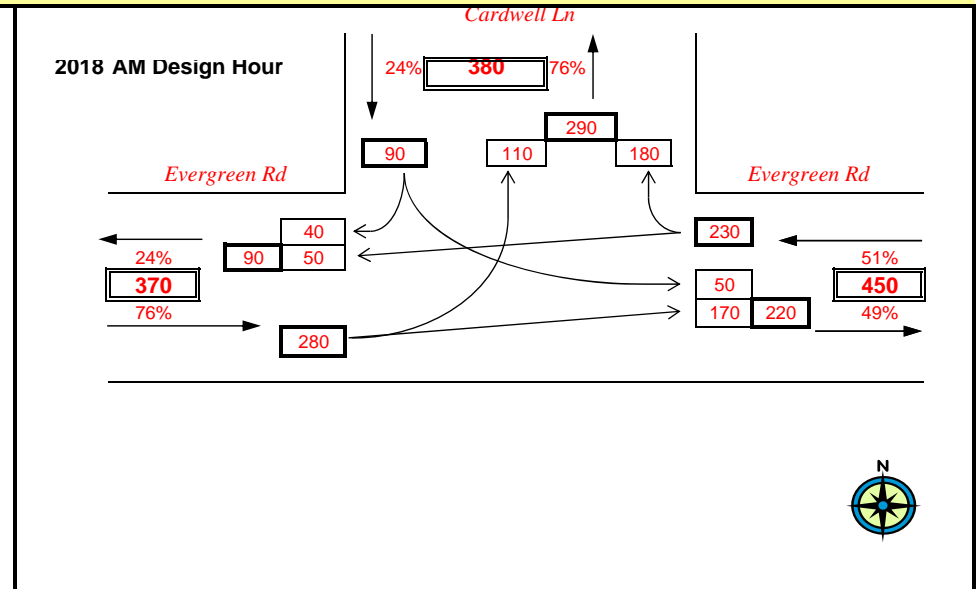 Cardwell Ln
2018 AM Design Hour
24% 380 76%
290
90 110 180
Evergreen Rd Evergreen Rd
40 230
24% 90 50 51%
370 50 450
76% 170 220 49%
280
N